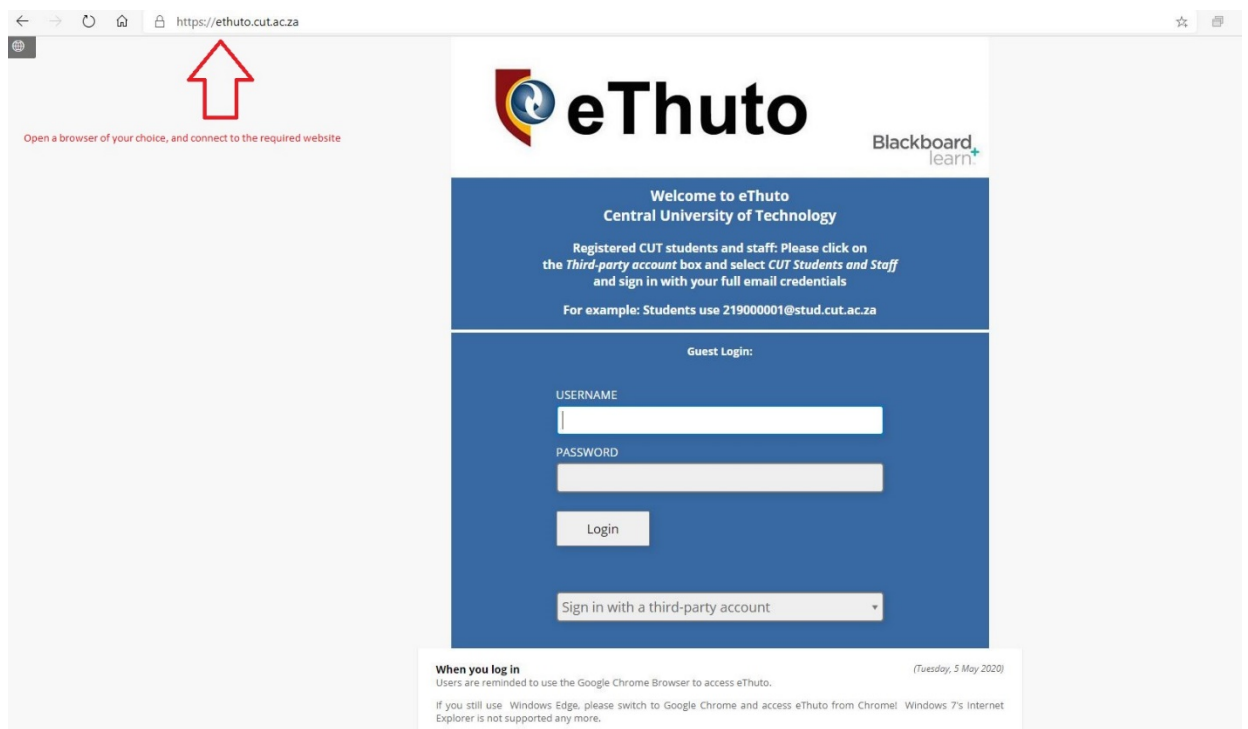 https://ethuto.cut.ac.za
Open a browser of your choice, and connect to the required website
eThuto
Blackboard
learn
Welcome to eThuto
Central University of Technology
Registered CUT students and staff: Please click on
the Third-party account box and select CUT Students and Staff
and sign in with your full email credentials
For example: Students use 219000001@stud.cut.ac.za
Guest Login:
USERNAME
PASSWORD
Login
Sign in with a third-party account
When you log in (Tuesday, 5 May 2020)
Users are reminded to use the Google Chrome Browser to access eThuto.
If you still use Windows Edge, please switch to Google Chrome and access eThuto from Chrome! Windows 7's Internet
Explorer is not supported any more.